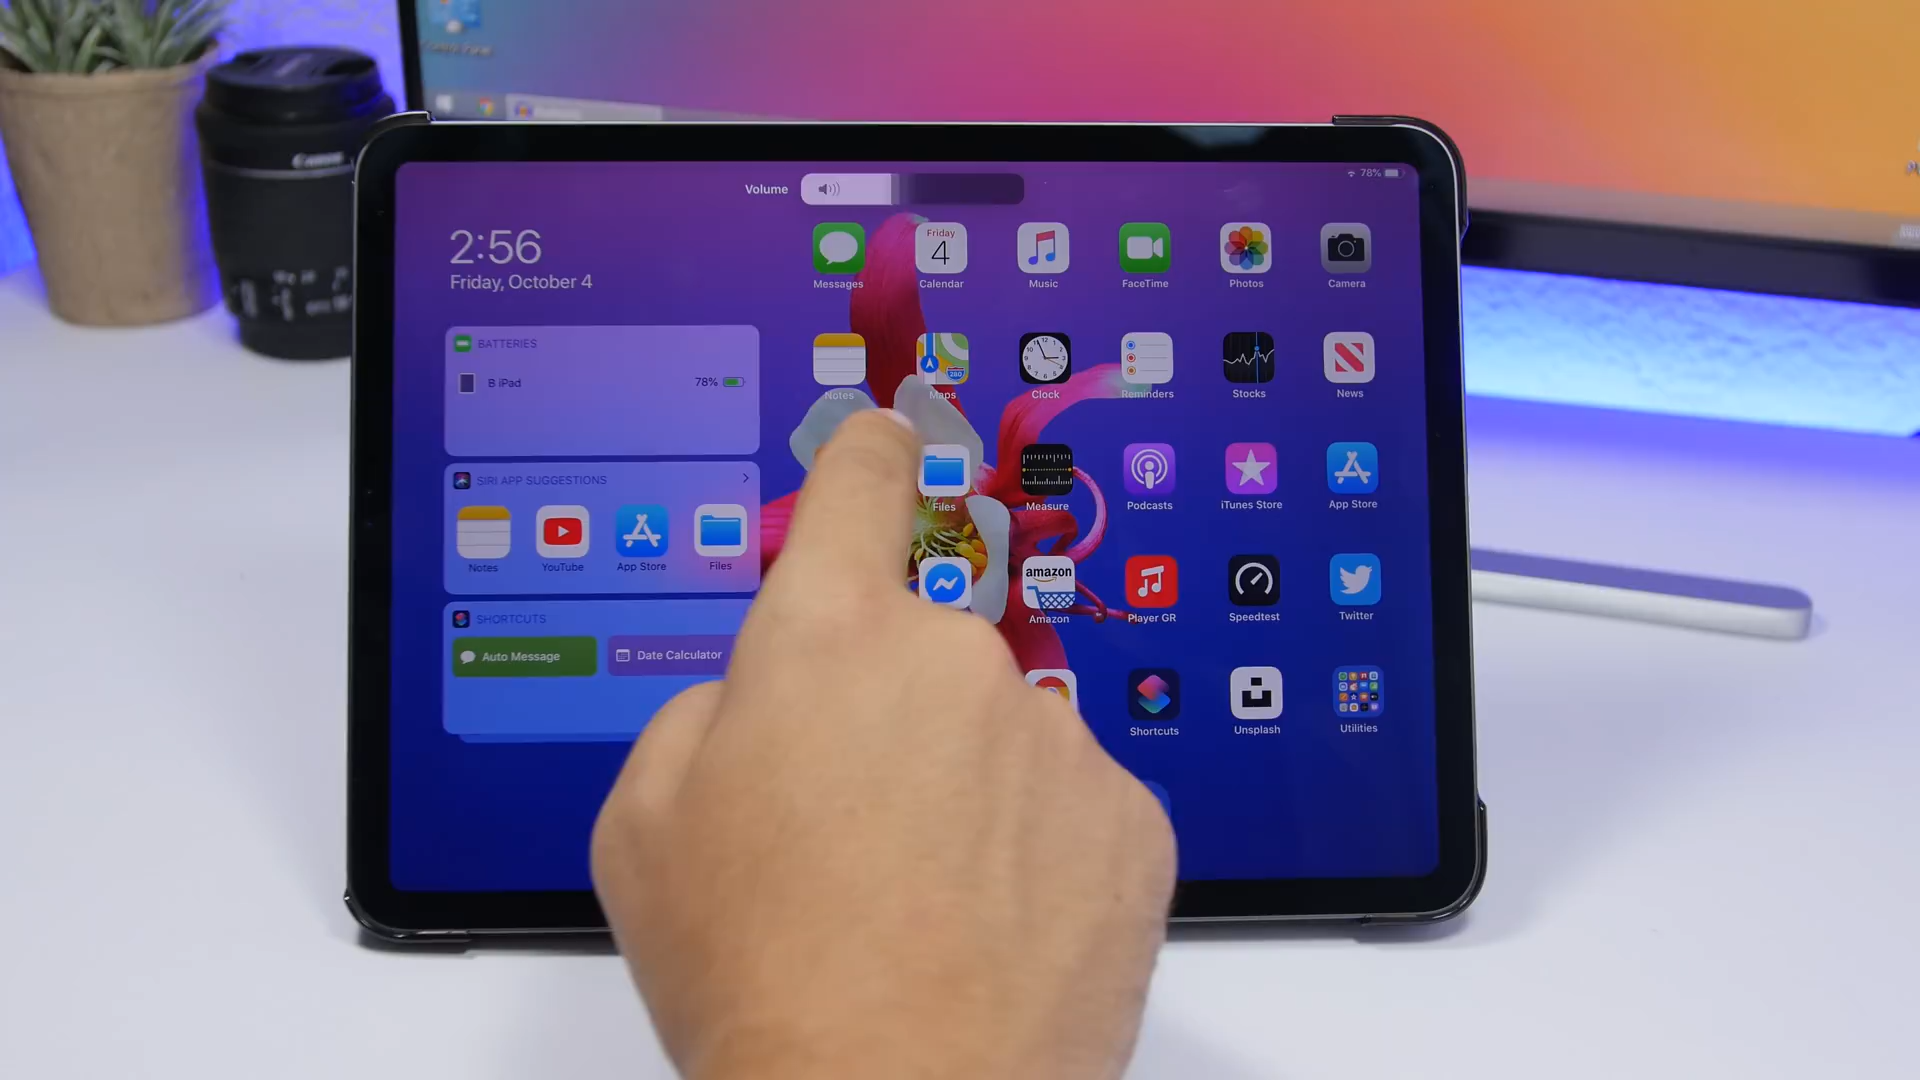 Canon
Volume
78%
2:56
Friday, October 4
BATTERIES
B iPad
78%
SIRI APP SUGGESTIONS
Notes
YouTube
App Store
Files
SHORTCUTS
Auto Message
Date Calculator
Messages
Friday
4
Calendar
Music
FaceTime
Photos
Camera
Notes
280
Maps
Clock
Reminders
Stocks
News
Files
Measure
Podcasts
iTunes Store
App Store
amazon
Amazon
Player GR
Speedtest
Twitter
Shortcuts
Unsplash
Utilities